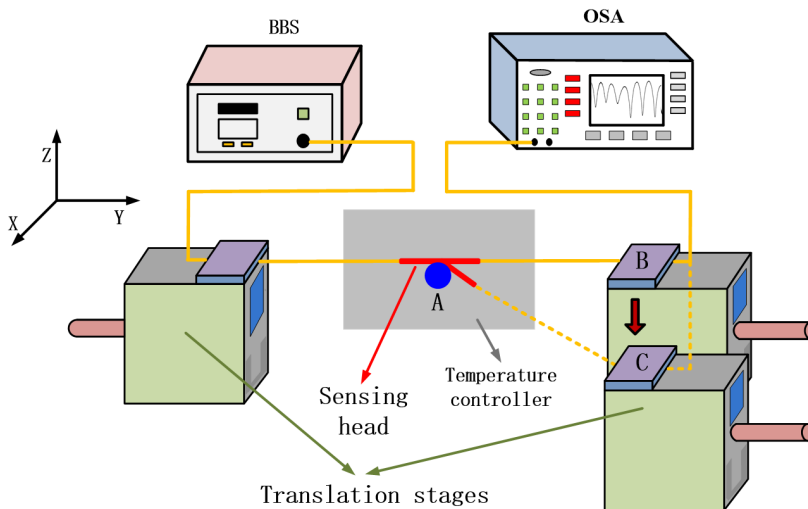 BBS
OSA
Z
X
Y
A
B
C
Sensing
head
Temperature
controller
Translation stages